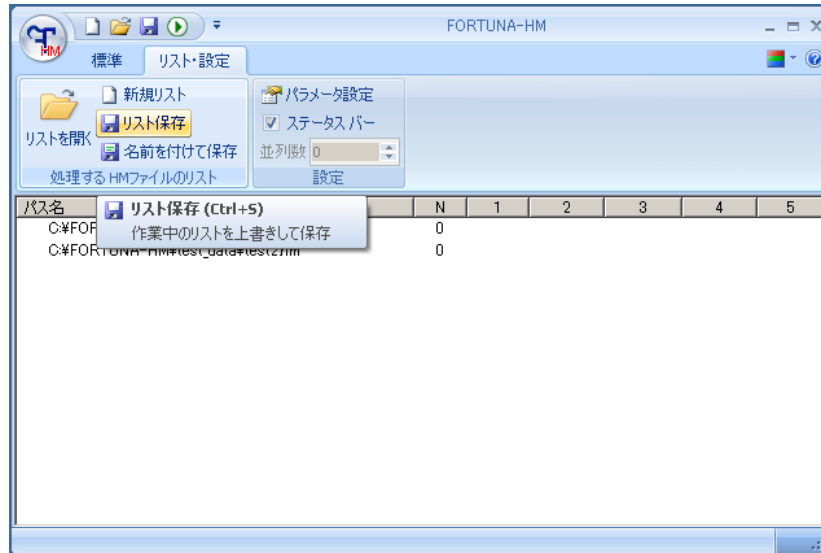 HM
FORTUNA-HM
標準
リスト・設定
リストを開く
新規リスト
リスト保存
名前を付けて保存
処理するHMファイルのリスト
パラメータ設定
ステータスバー
並列数 0
設定
パス名 N 1 2 3 4 5
リスト保存 (Ctrl+S)
作業中のリストを上書きして保存
C:¥FOR 0
C:¥FORTUNA-HM¥test_data¥test2.hm 0